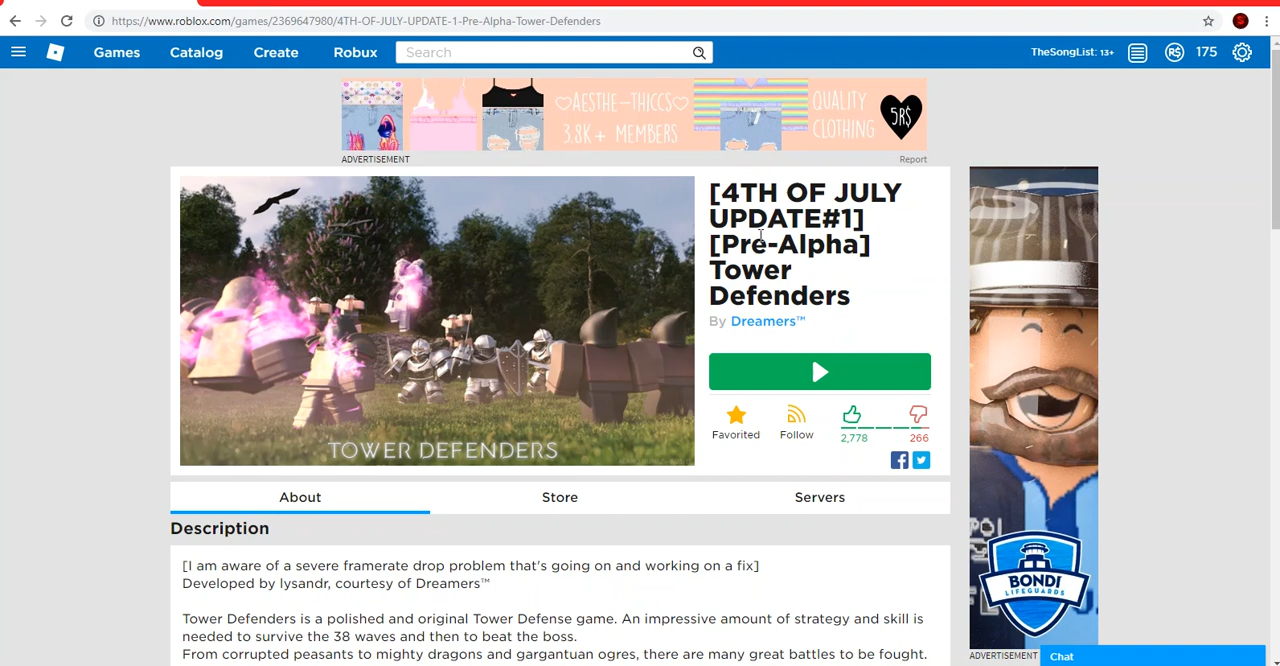 https://www.roblox.com/games/2369647980/4TH-OF-JULY-UPDATE-1-Pre-Alpha-Tower-Defenders
Games
Catalog
Create
Robux
Search
TheSongList: 13+
R$
175
♡AESTHE-THICCS♡
3.8K+ MEMBERS
QUALITY
CLOTHING
5R$
ADVERTISEMENT
Report
TOWER DEFENDERS
[4TH OF JULY
UPDATE#1]
[Pre-Alpha]
Tower
Defenders
By Dreamers™
Favorited
Follow
2,778
266
About
Store
Servers
Description
[I am aware of a severe framerate drop problem that's going on and working on a fix]
Developed by lysandr, courtesy of Dreamers™
Tower Defenders is a polished and original Tower Defense game. An impressive amount of strategy and skill is
needed to survive the 38 waves and then to beat the boss.
From corrupted peasants to mighty dragons and gargantuan ogres, there are many great battles to be fought.
BONDI
LIFEGUARDS
ADVERTISEMENT
Chat